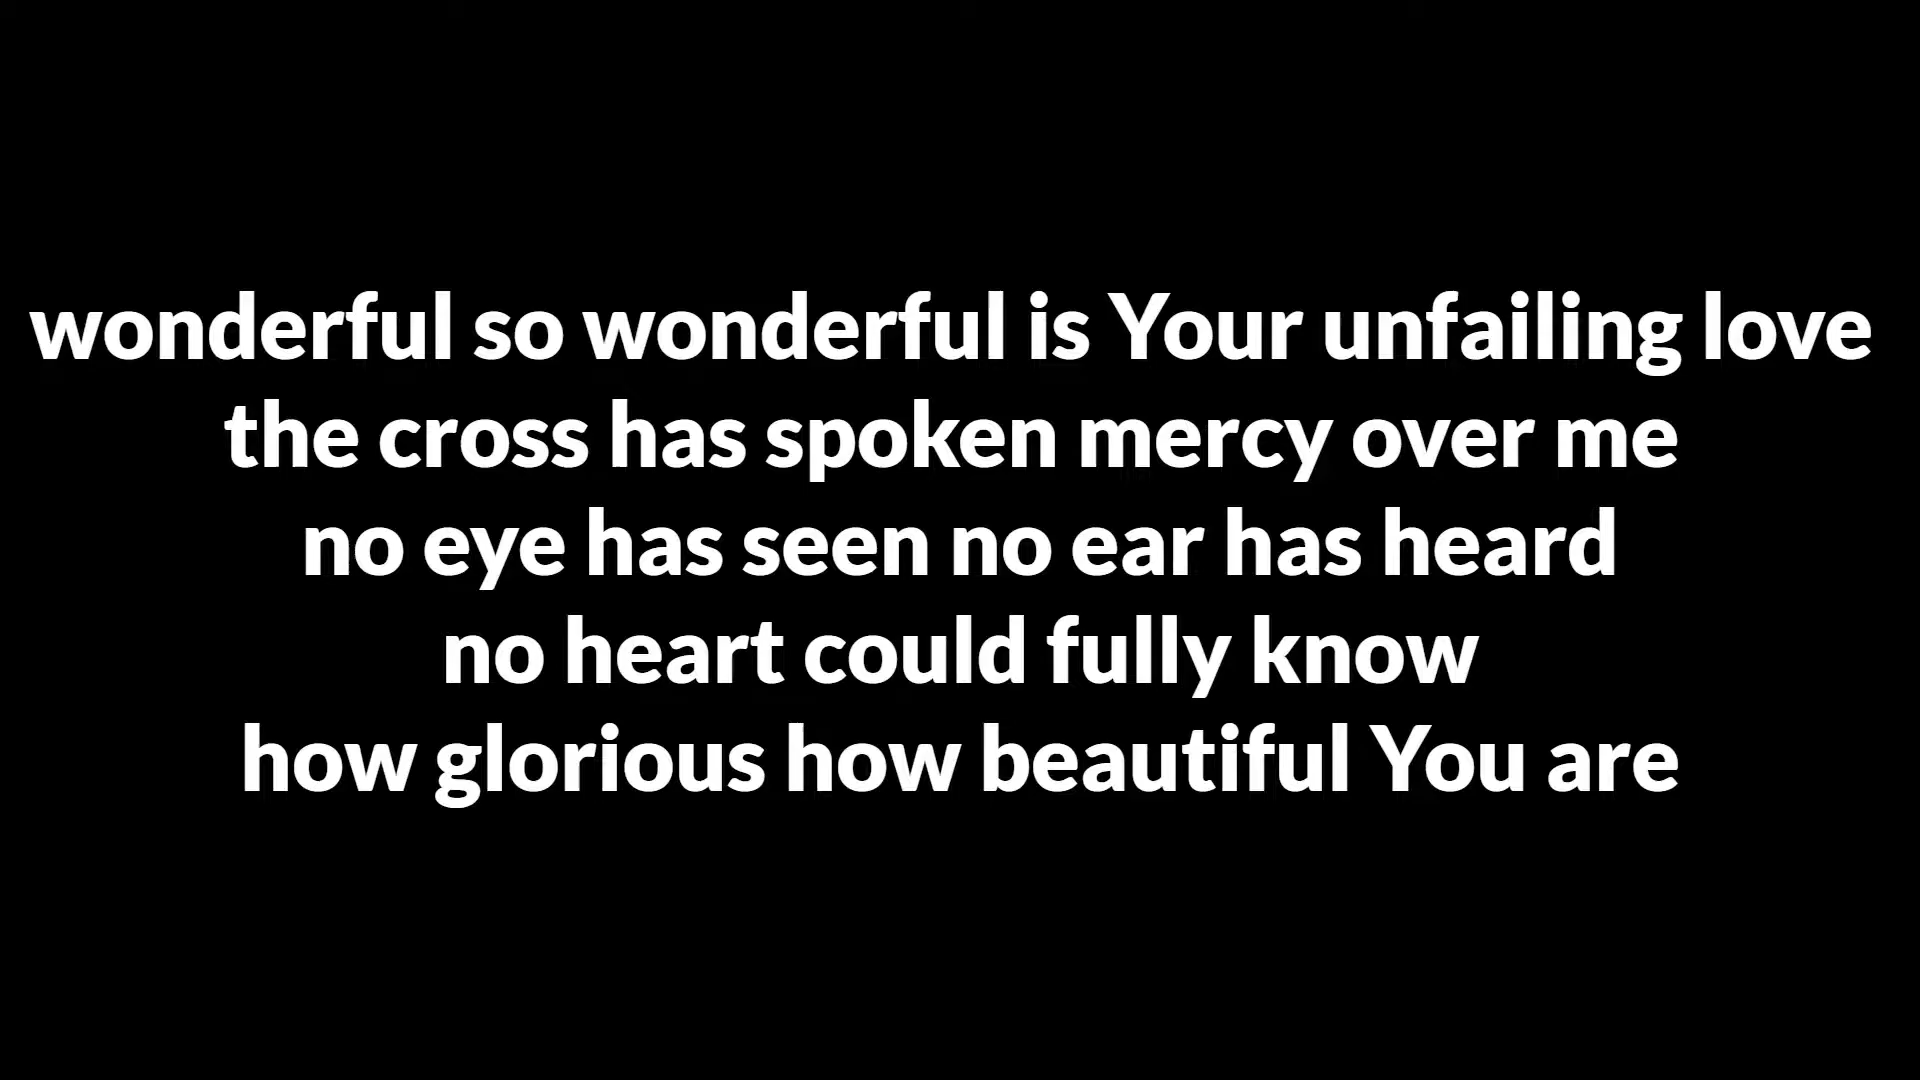 wonderful so wonderful is Your unfailing love
the cross has spoken mercy over me
no eye has seen no ear has heard
no heart could fully know
how glorious how beautiful You are